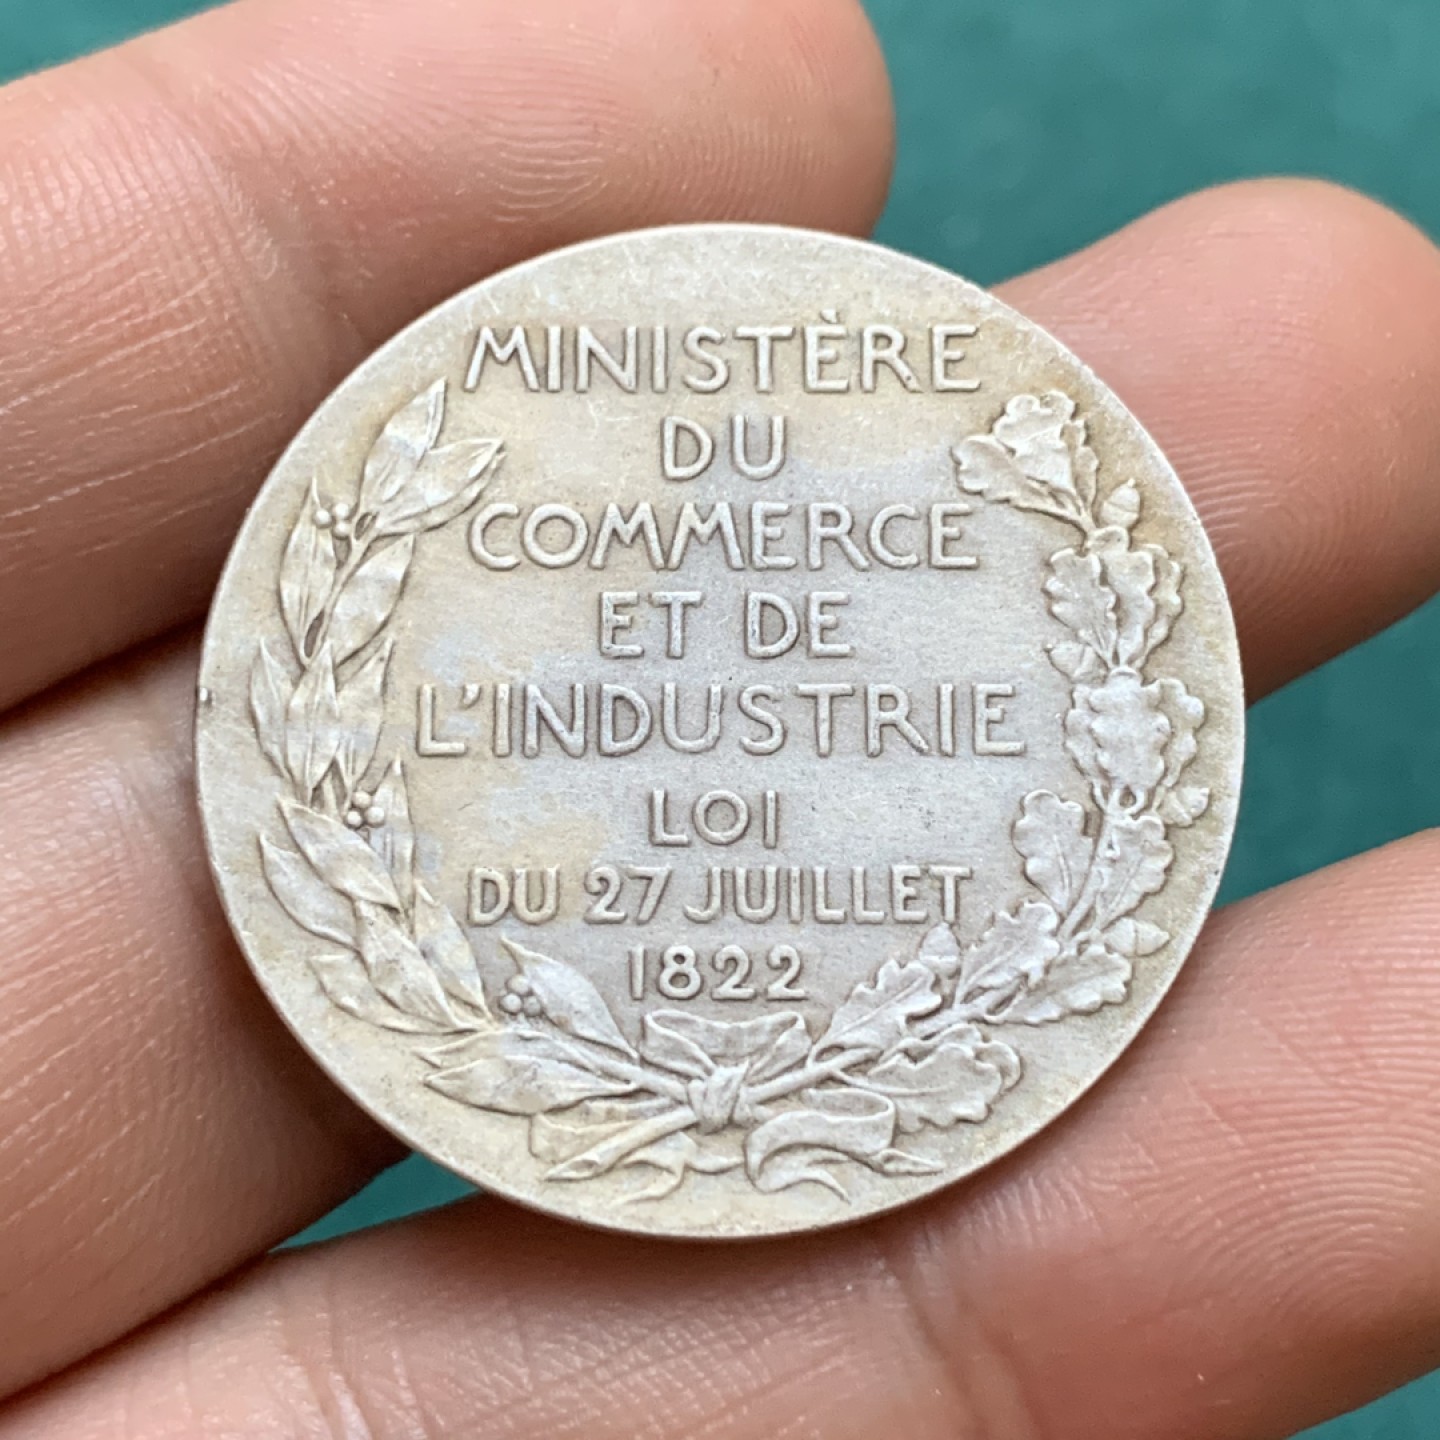 MINISTÈRE
DU
COMMERCE
ET DE
L'INDUSTRIE
LOI
DU 27 JUILLET
1822